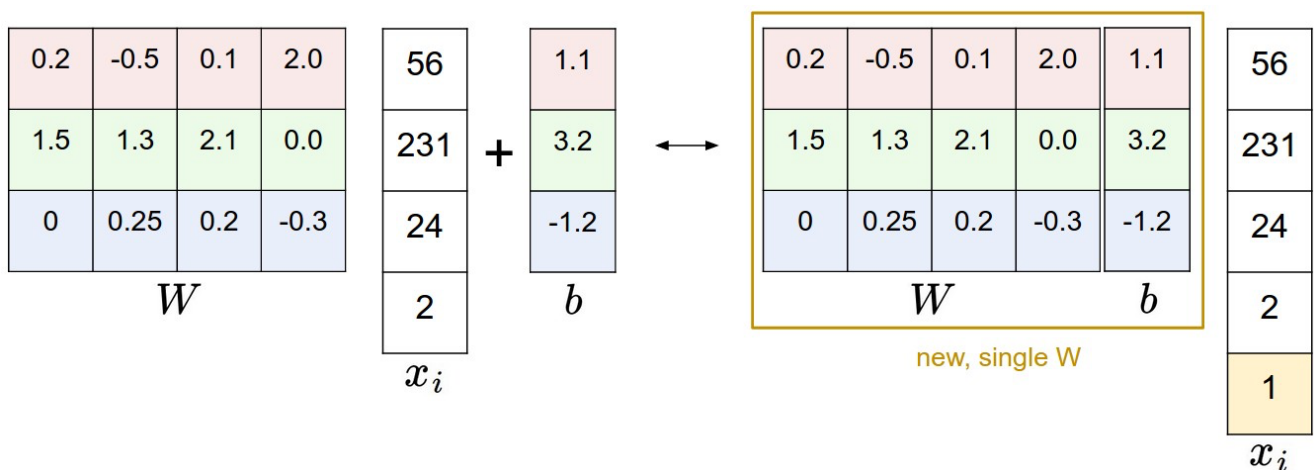 0.2 -0.5 0.1 2.0 56 1.1 0.2 -0.5 0.1 2.0 1.1 56
1.5 1.3 2.1 0.0 231 + 3.2 ↔ 1.5 1.3 2.1 0.0 3.2 231
0 0.25 0.2 -0.3 24 -1.2 0 0.25 0.2 -0.3 -1.2 24
W 2 b W b 2
new, single W
x_i 1
x_i